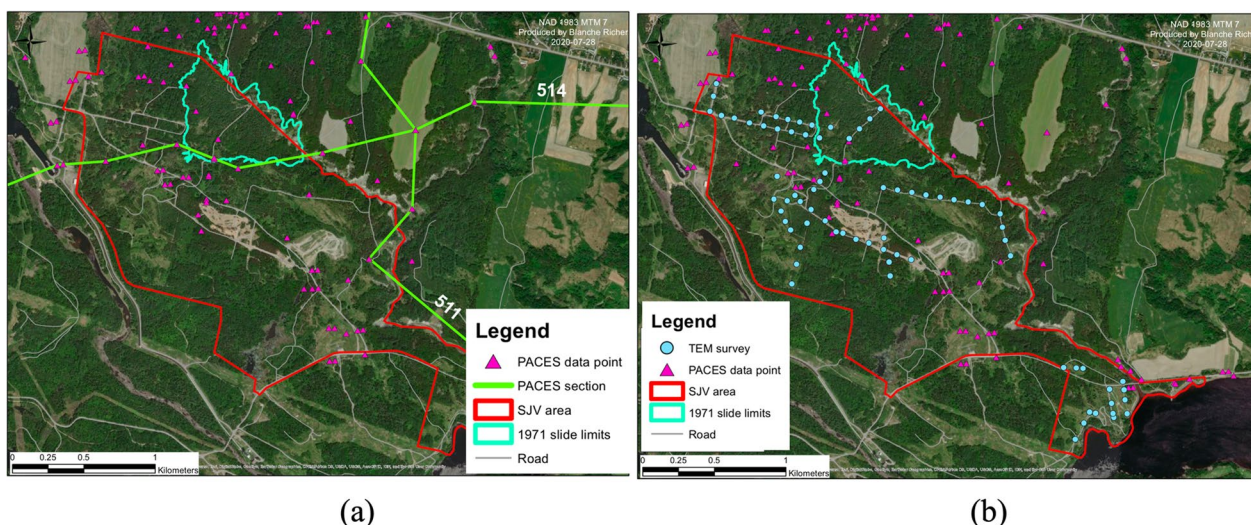 NAD 1983 MTM 7
Produced by Blanche Richer
2020-07-28
514
511
Legend
PACES data point
PACES section
SJV area
1971 slide limits
Road
0 0.25 0.5 1
Kilometers
(a)
NAD 1983 MTM 7
Produced by Blanche Richer
2020-07-28
Legend
TEM survey
PACES data point
SJV area
1971 slide limits
Road
0 0.25 0.5 1
Kilometers
(b)